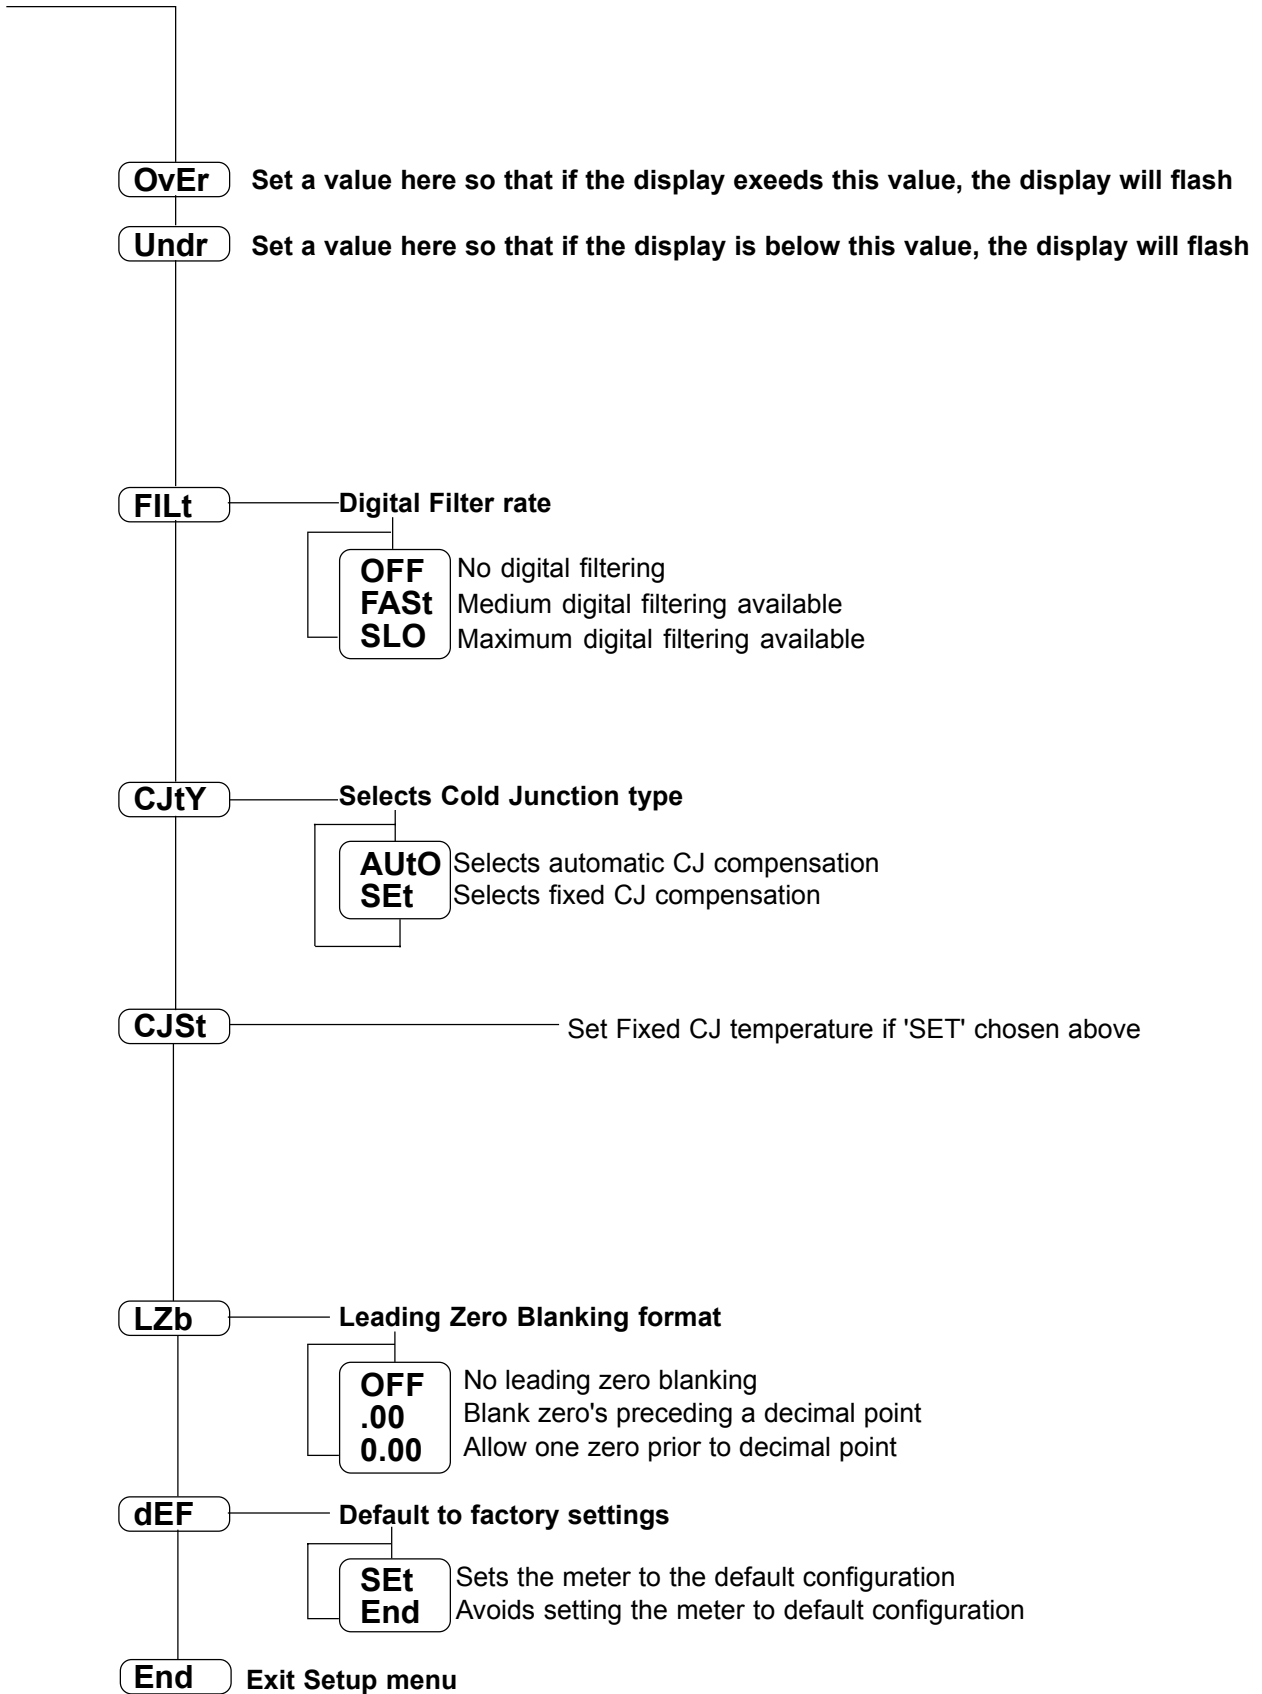 OvEr Set a value here so that if the display exeeds this value, the display will flash
Undr Set a value here so that if the display is below this value, the display will flash
FILt Digital Filter rate
OFF No digital filtering
FASt Medium digital filtering available
SLO Maximum digital filtering available
CJtY Selects Cold Junction type
AUtO Selects automatic CJ compensation
SEt Selects fixed CJ compensation
CJSt Set Fixed CJ temperature if 'SET' chosen above
LZb Leading Zero Blanking format
OFF No leading zero blanking
.00 Blank zero's preceding a decimal point
0.00 Allow one zero prior to decimal point
dEF Default to factory settings
SEt Sets the meter to the default configuration
End Avoids setting the meter to default configuration
End Exit Setup menu